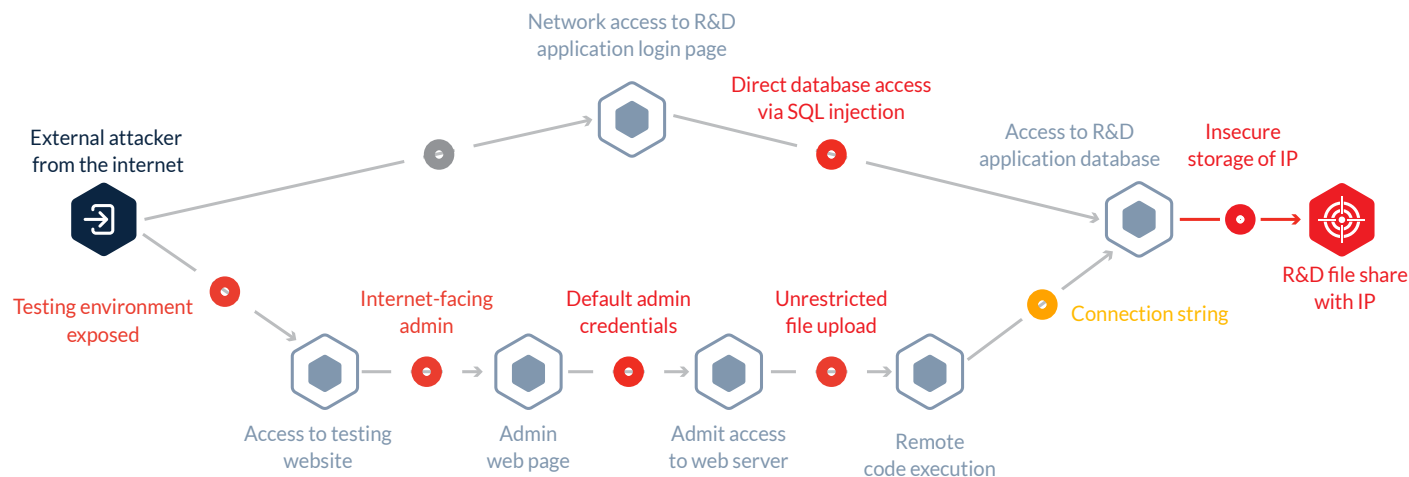 Network access to R&D
application login page
Direct database access
via SQL injection
External attacker
from the internet
Access to R&D
application database
Insecure
storage of IP
R&D file share
with IP
Testing environment
exposed
Internet-facing
admin
Default admin
credentials
Unrestricted
file upload
Connection string
Access to testing
website
Admin
web page
Admit access
to web server
Remote
code execution